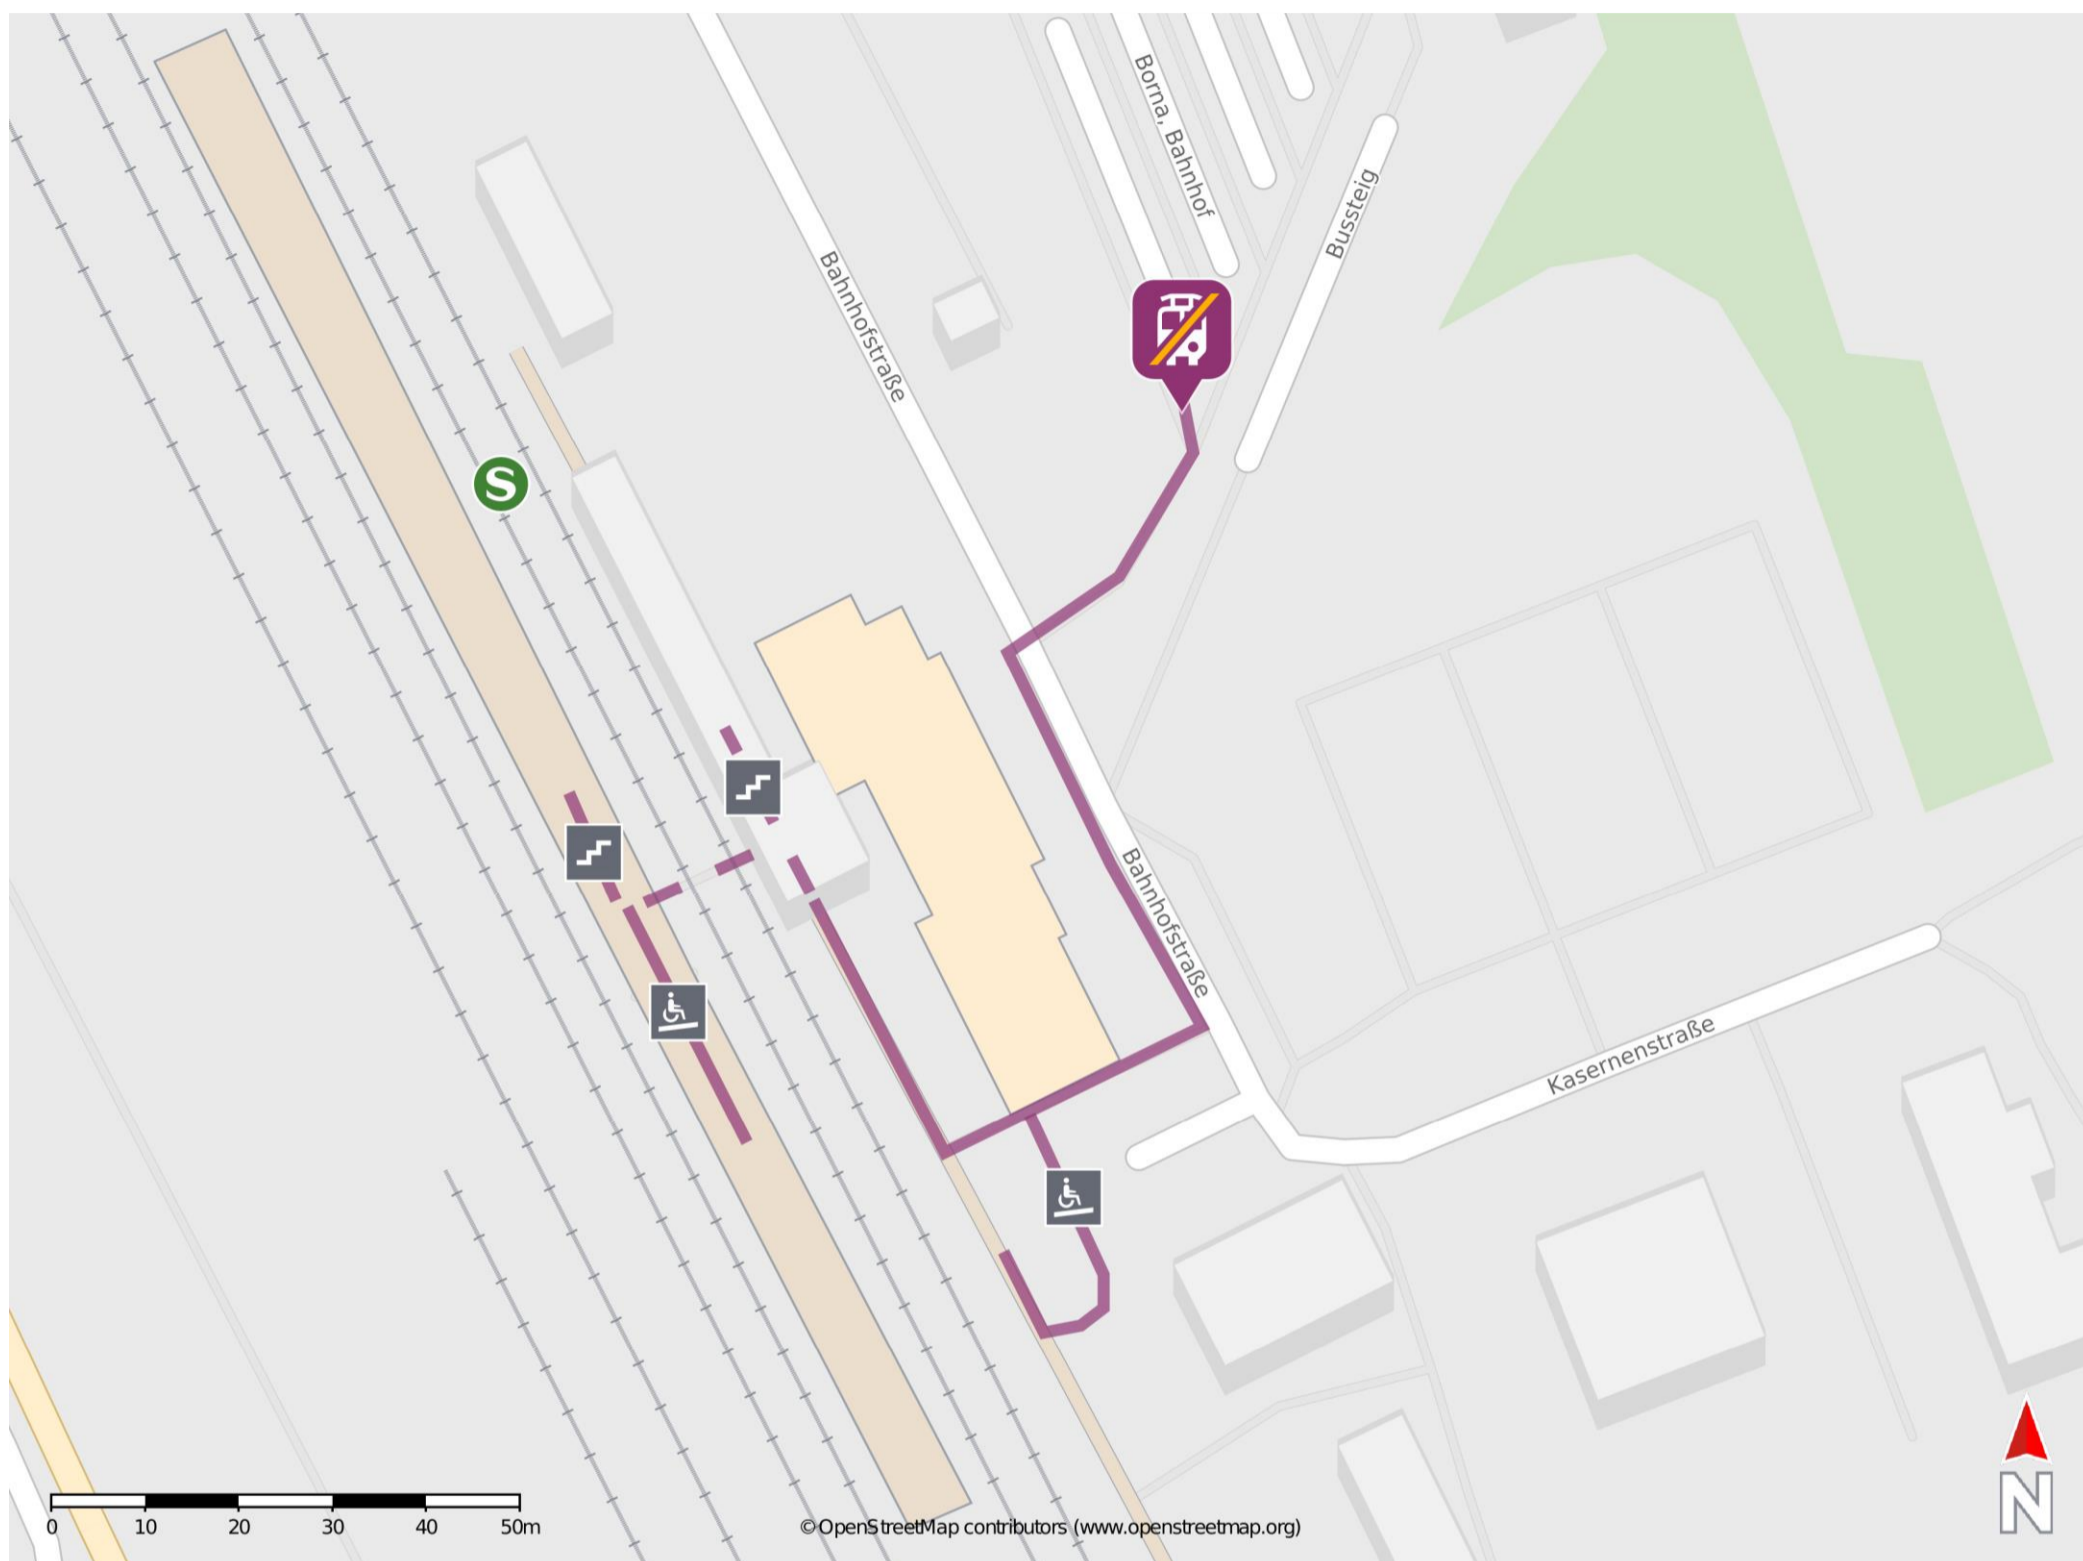 Borna, Bahnhof
Bussteig
Bahnhofstraße
S
Bahnhofstraße
Kasernenstraße
0 10 20 30 40 50m
© OpenStreetMap contributors (www.openstreetmap.org)
N